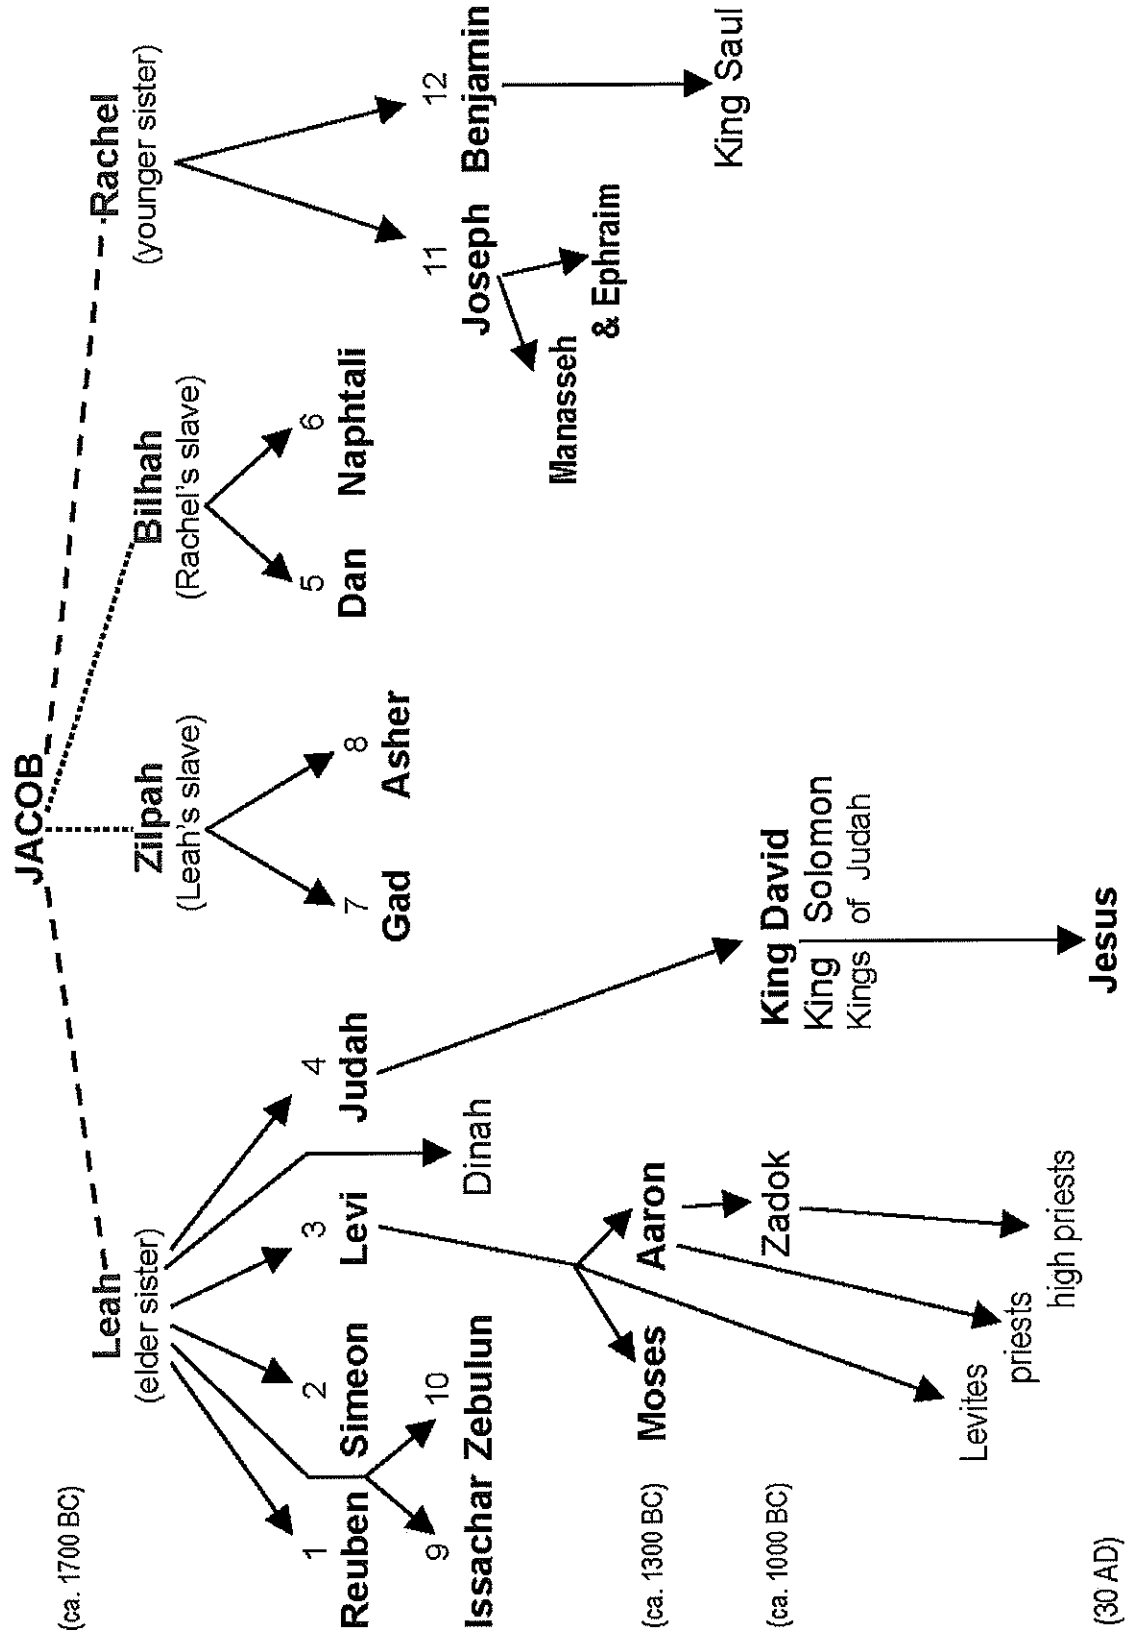 JACOB
(ca. 1700 BC)
Leah
(elder sister)
Zilpah
(Leah's slave)
Bilhah
(Rachel's slave)
Rachel
(younger sister)
1
Reuben
2
Simeon
3
Levi
4
Judah
7
Gad
8
Asher
5
Dan
6
Naphtali
9
Issachar
10
Zebulun
Dinah
11
Joseph
12
Benjamin
Manasseh
& Ephraim
(ca. 1300 BC)
Moses
Aaron
(ca. 1000 BC)
Zadok
King David
King Solomon
Kings of Judah
King Saul
Levites
priests
high priests
(30 AD)
Jesus